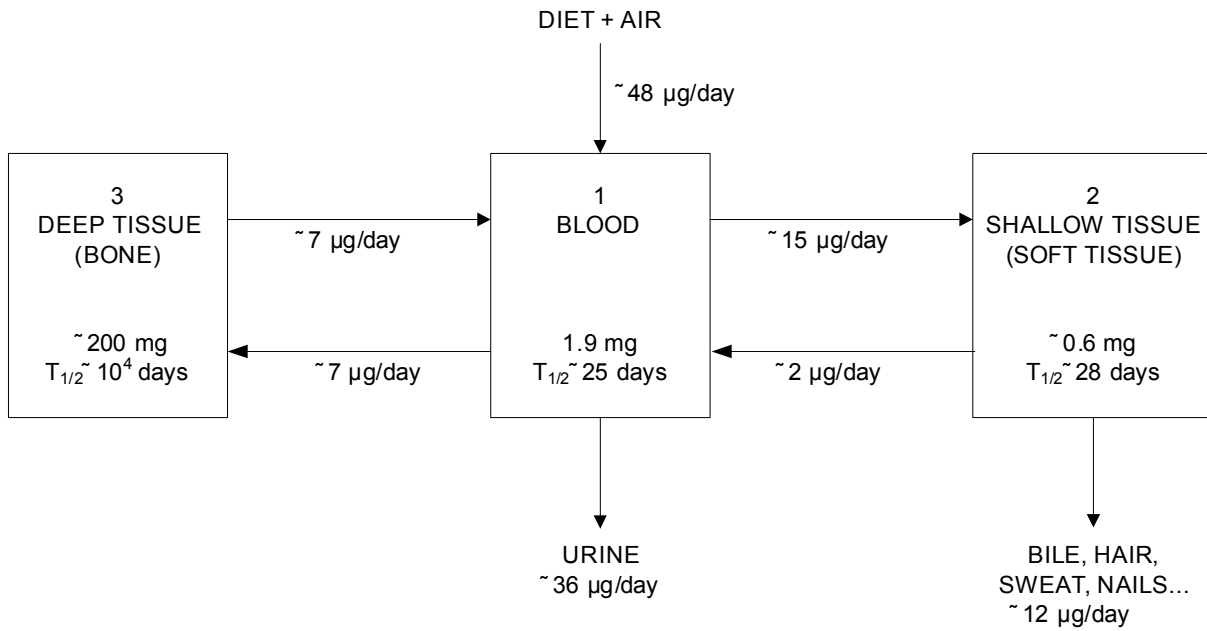 DIET + AIR
~48 µg/day
3
DEEP TISSUE
(BONE)
~200 mg
T1/2~ 10⁴ days
~7 µg/day
~7 µg/day
1
BLOOD
1.9 mg
T1/2~ 25 days
~15 µg/day
~2 µg/day
2
SHALLOW TISSUE
(SOFT TISSUE)
~0.6 mg
T1/2~ 28 days
URINE
~36 µg/day
BILE, HAIR,
SWEAT, NAILS...
~12 µg/day